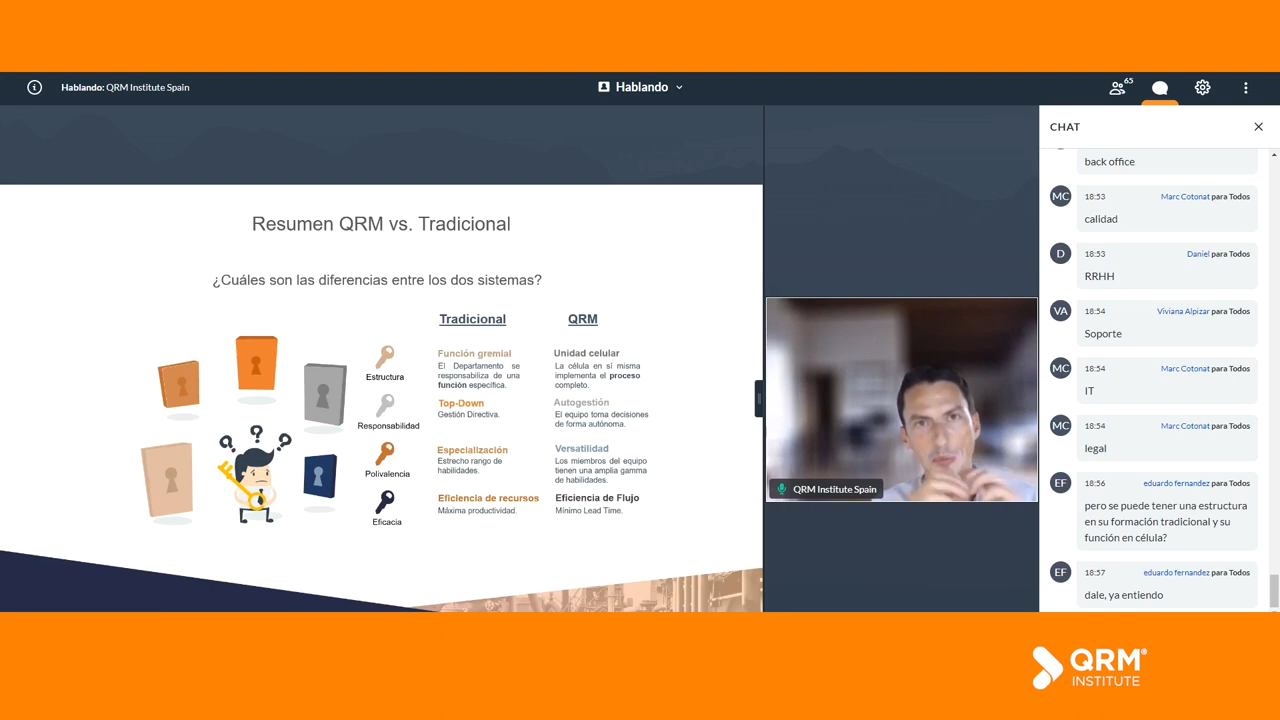 Hablando: QRM Institute Spain
Hablando
65
Resumen QRM vs. Tradicional
¿Cuáles son las diferencias entre los dos sistemas?
Tradicional
QRM
Estructura
Función gremial
El Departamento se
responsabiliza de una
función específica.
Unidad celular
La célula en sí misma
implementa el proceso
completo.
Responsabilidad
Top-Down
Gestión Directiva.
Autogestión
El equipo toma decisiones
de forma autónoma.
Polivalencia
Especialización
Estrecho rango de
habilidades.
Versatilidad
Los miembros del equipo
tienen una amplia gama
de habilidades.
Eficacia
Eficiencia de recursos
Máxima productividad.
Eficiencia de Flujo
Mínimo Lead Time.
? ? ?
QRM Institute Spain
CHAT
back office
MC 18:53 Marc Cotonat para Todos
calidad
D 18:53 Daniel para Todos
RRHH
VA 18:54 Viviana Alpizar para Todos
Soporte
MC 18:54 Marc Cotonat para Todos
IT
MC 18:54 Marc Cotonat para Todos
legal
EF 18:56 eduardo fernandez para Todos
pero se puede tener una estructura
en su formación tradicional y su
función en célula?
EF 18:57 eduardo fernandez para Todos
dale, ya entiendo
QRM®
INSTITUTE